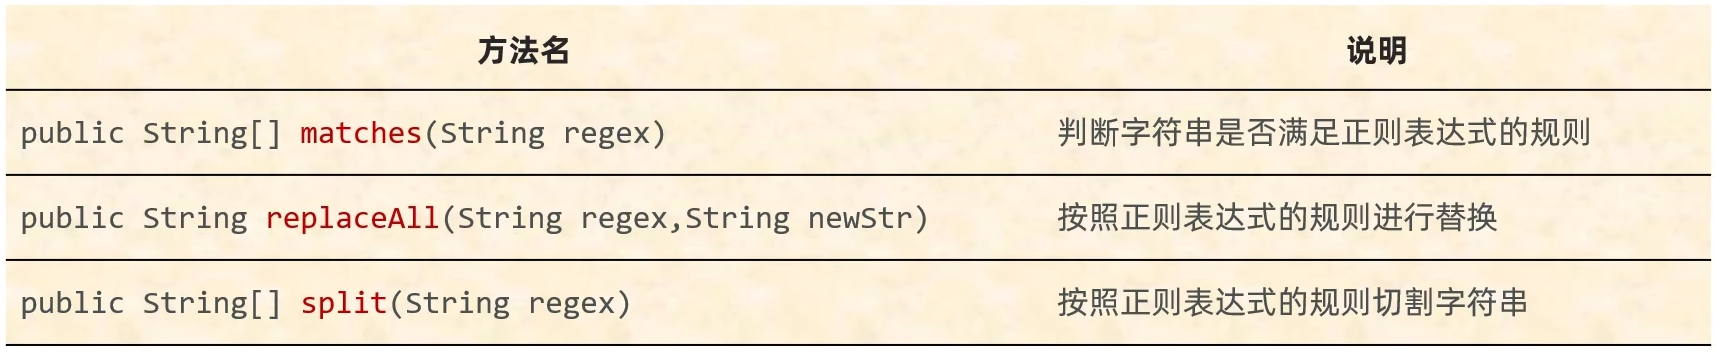 方法名 说明
public String[] matches(String regex) 判断字符串是否满足正则表达式的规则
public String replaceAll(String regex,String newStr) 按照正则表达式的规则进行替换
public String[] split(String regex) 按照正则表达式的规则切割字符串